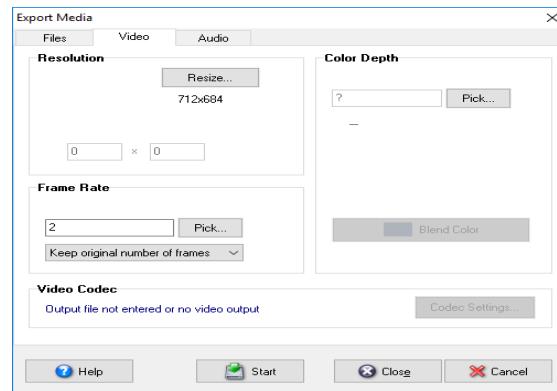 Export Media
Files Video Audio
Resolution
Resize...
712x684
0 × 0
Color Depth
? Pick...
Frame Rate
2 Pick...
Keep original number of frames
Blend Color
Video Codec
Output file not entered or no video output
Codec Settings...
Help Start Close Cancel